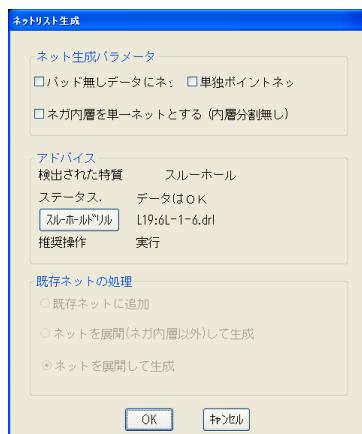 ネットリスト生成
ネット生成パラメータ
パッド無しデータにネッ 単独ポイントネッ
ネガ内層を単一ネットとする (内層分割無し)
アドバイス
検出された特質 スルーホール
ステータス. データはOK
スルーホールドリル L19:6L-1-6.drl
推奨操作 実行
既存ネットの処理
既存ネットに追加
ネットを展開(ネガ内層以外)して生成
ネットを展開して生成
OK キャンセル